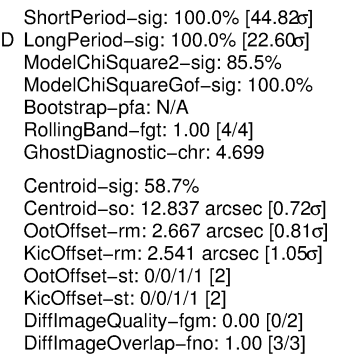 ShortPeriod-sig: 100.0% [44.82σ]
D LongPeriod-sig: 100.0% [22.60σ]
ModelChiSquare2-sig: 85.5%
ModelChiSquareGof-sig: 100.0%
Bootstrap-pfa: N/A
RollingBand-fgt: 1.00 [4/4]
GhostDiagnostic-chr: 4.699
Centroid-sig: 58.7%
Centroid-so: 12.837 arcsec [0.72σ]
OotOffset-rm: 2.667 arcsec [0.81σ]
KicOffset-rm: 2.541 arcsec [1.05σ]
OotOffset-st: 0/0/1/1 [2]
KicOffset-st: 0/0/1/1 [2]
DiffImageQuality-fgm: 0.00 [0/2]
DiffImageOverlap-fno: 1.00 [3/3]